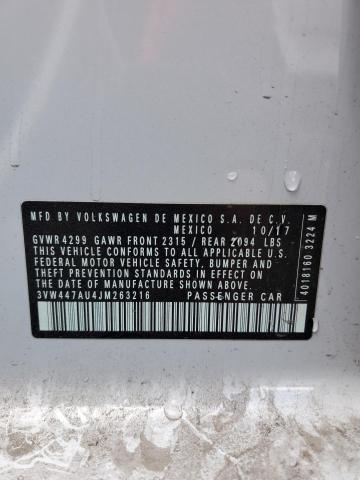 MFD BY VOLKSWAGEN DE MEXICO S.A. DE C.V.
MEXICO 10/17
GVWR 4299 GAWR FRONT 2315 / REAR 2094 LBS
THIS VEHICLE CONFORMS TO ALL APPLICABLE U.S.
FEDERAL MOTOR VEHICLE SAFETY, BUMPER AND
THEFT PREVENTION STANDARDS IN EFFECT ON THE
DATE OF MANUFACTURE SHOWN ABOVE.
3VW447AU4JM263216 PASSENGER CAR
4018160 3224 M